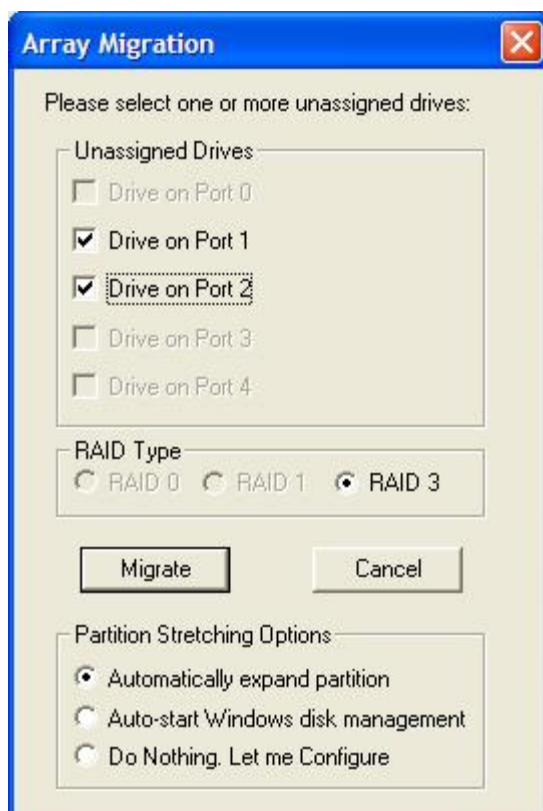 Array Migration
Please select one or more unassigned drives:
Unassigned Drives
Drive on Port 0
Drive on Port 1
Drive on Port 2
Drive on Port 3
Drive on Port 4
RAID Type
RAID 0 RAID 1 RAID 3
Migrate Cancel
Partition Stretching Options
Automatically expand partition
Auto-start Windows disk management
Do Nothing. Let me Configure